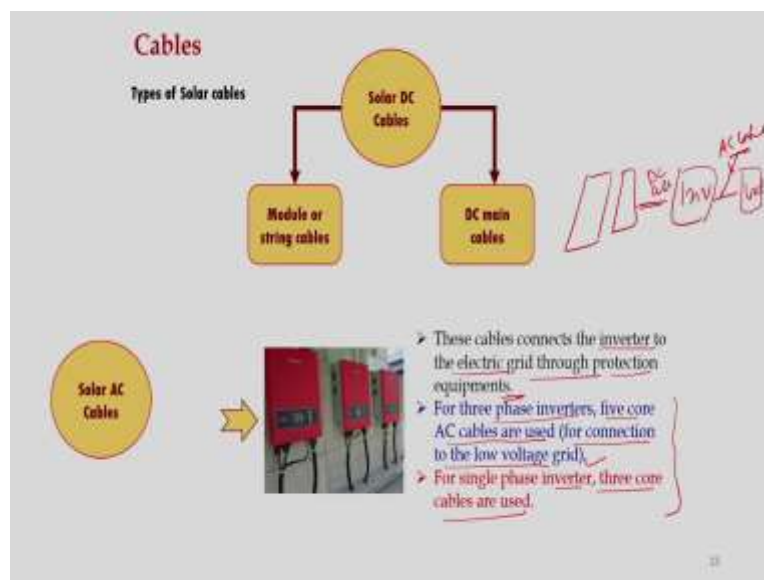 Cables
Types of Solar cables
Solar DC
Cables
Module or
string cables
DC main
cables
DC
Inv
AC
Solar AC
Cables
➢ These cables connects the inverter to
the electric grid through protection
equipments.
➢ For three phase inverters, five core
AC cables are used (for connection
to the low voltage grid).
➢ For single phase inverter, three core
cables are used.